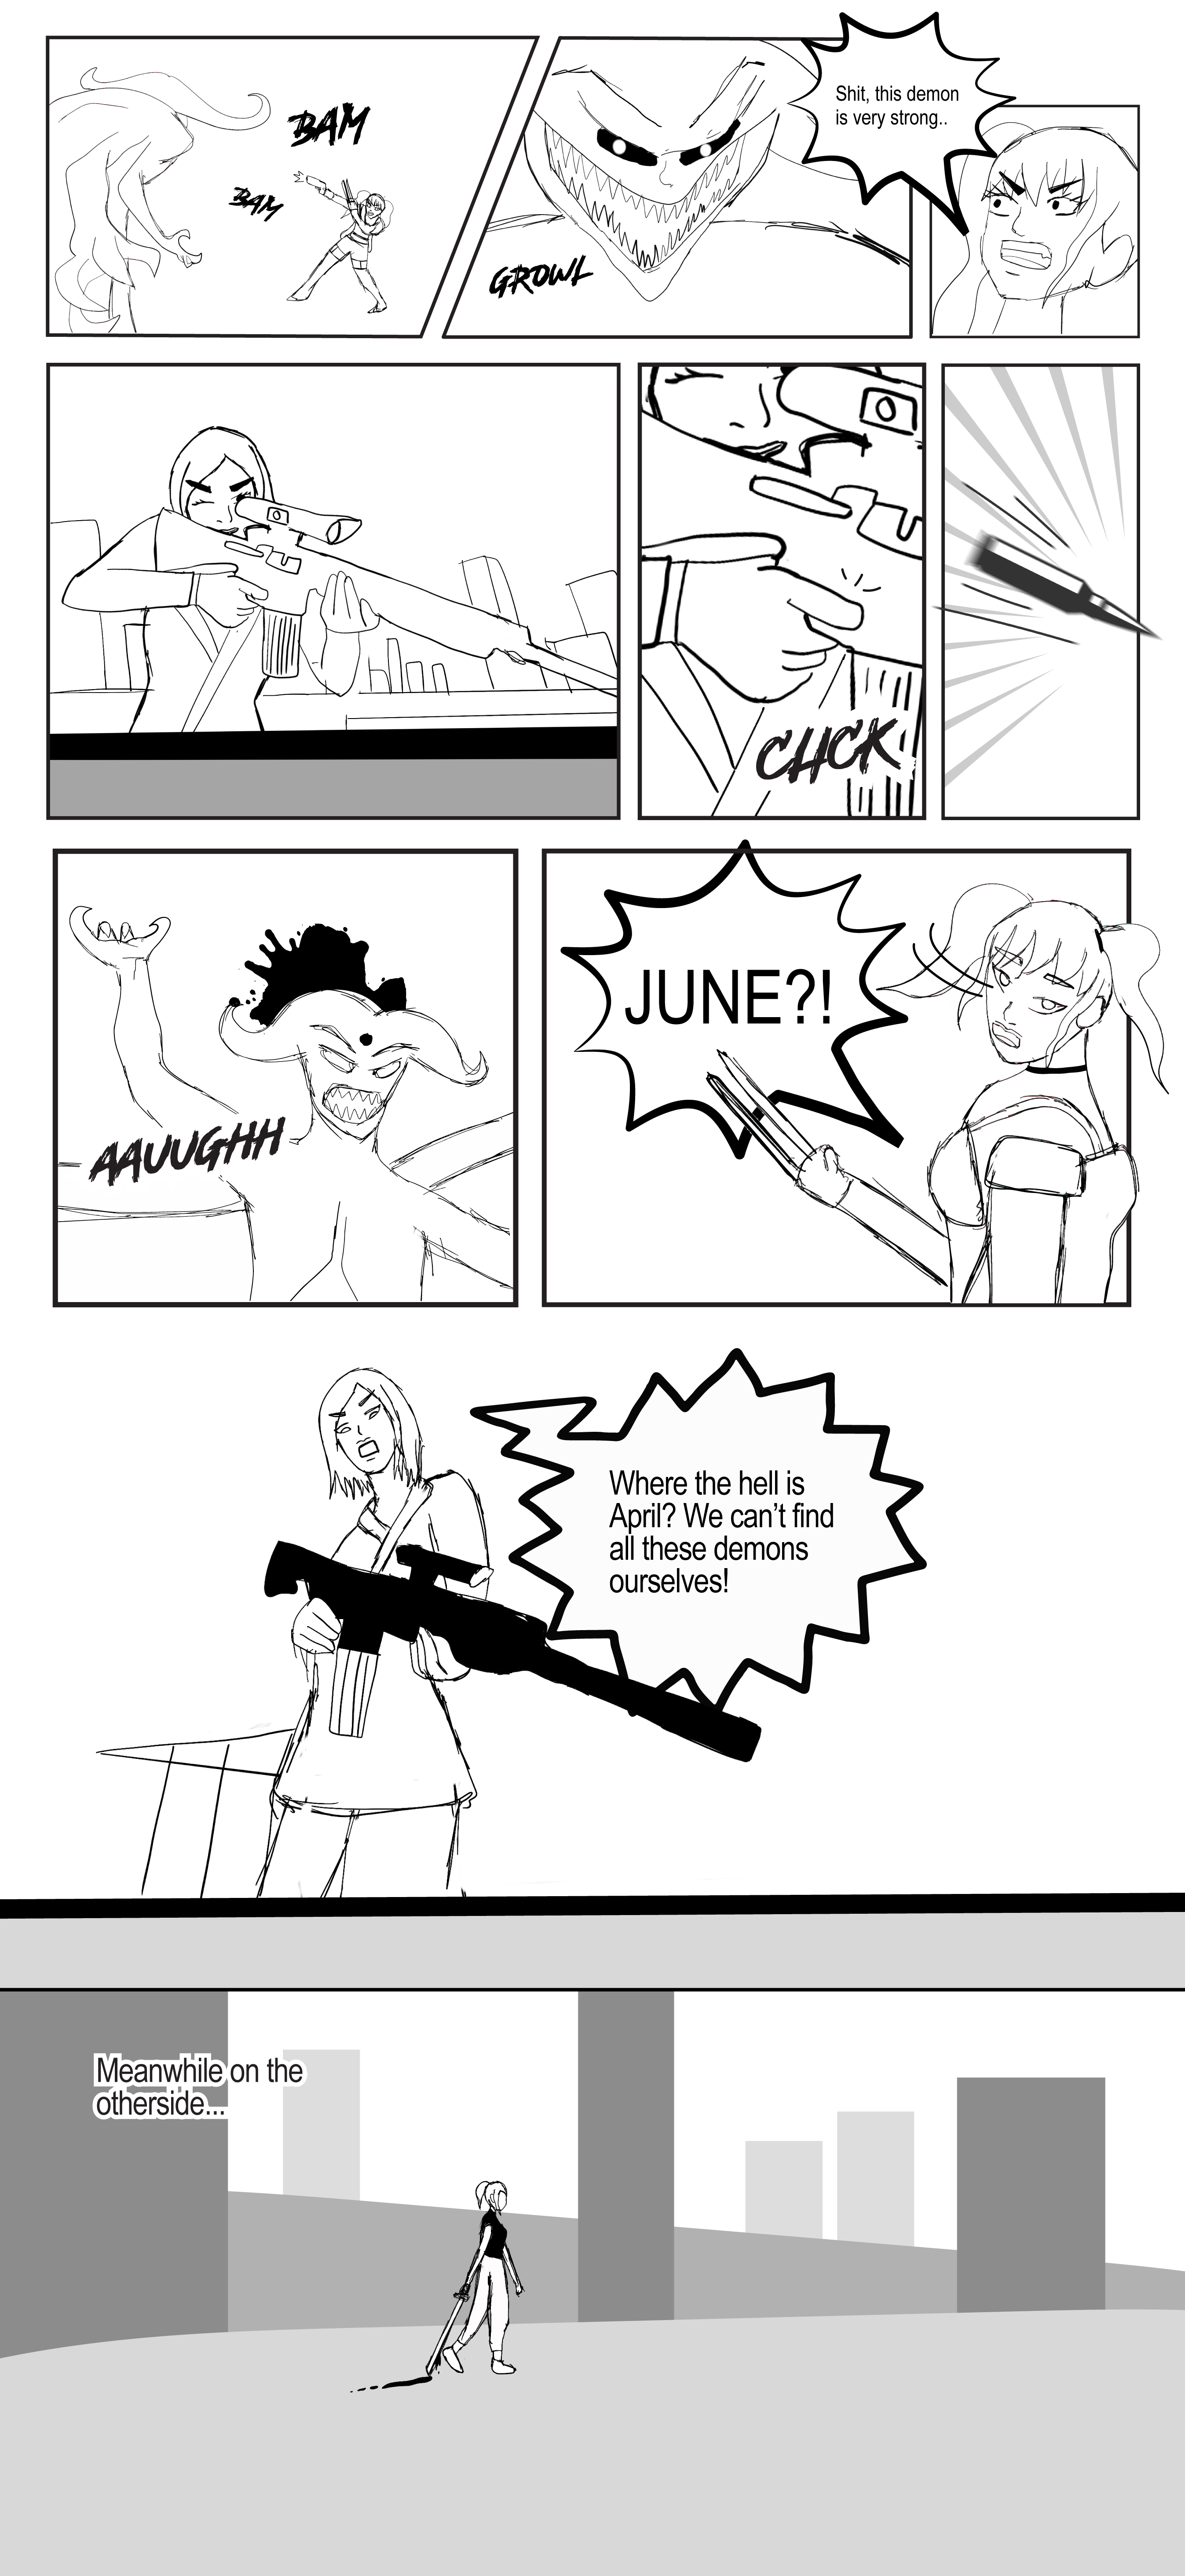 BAM
BAM
GROWL
Shit, this demon
is very strong..
CLICK
AAUUGHH
JUNE?!
Where the hell is
April? We can't find
all these demons
ourselves!
Meanwhile on the
otherside...